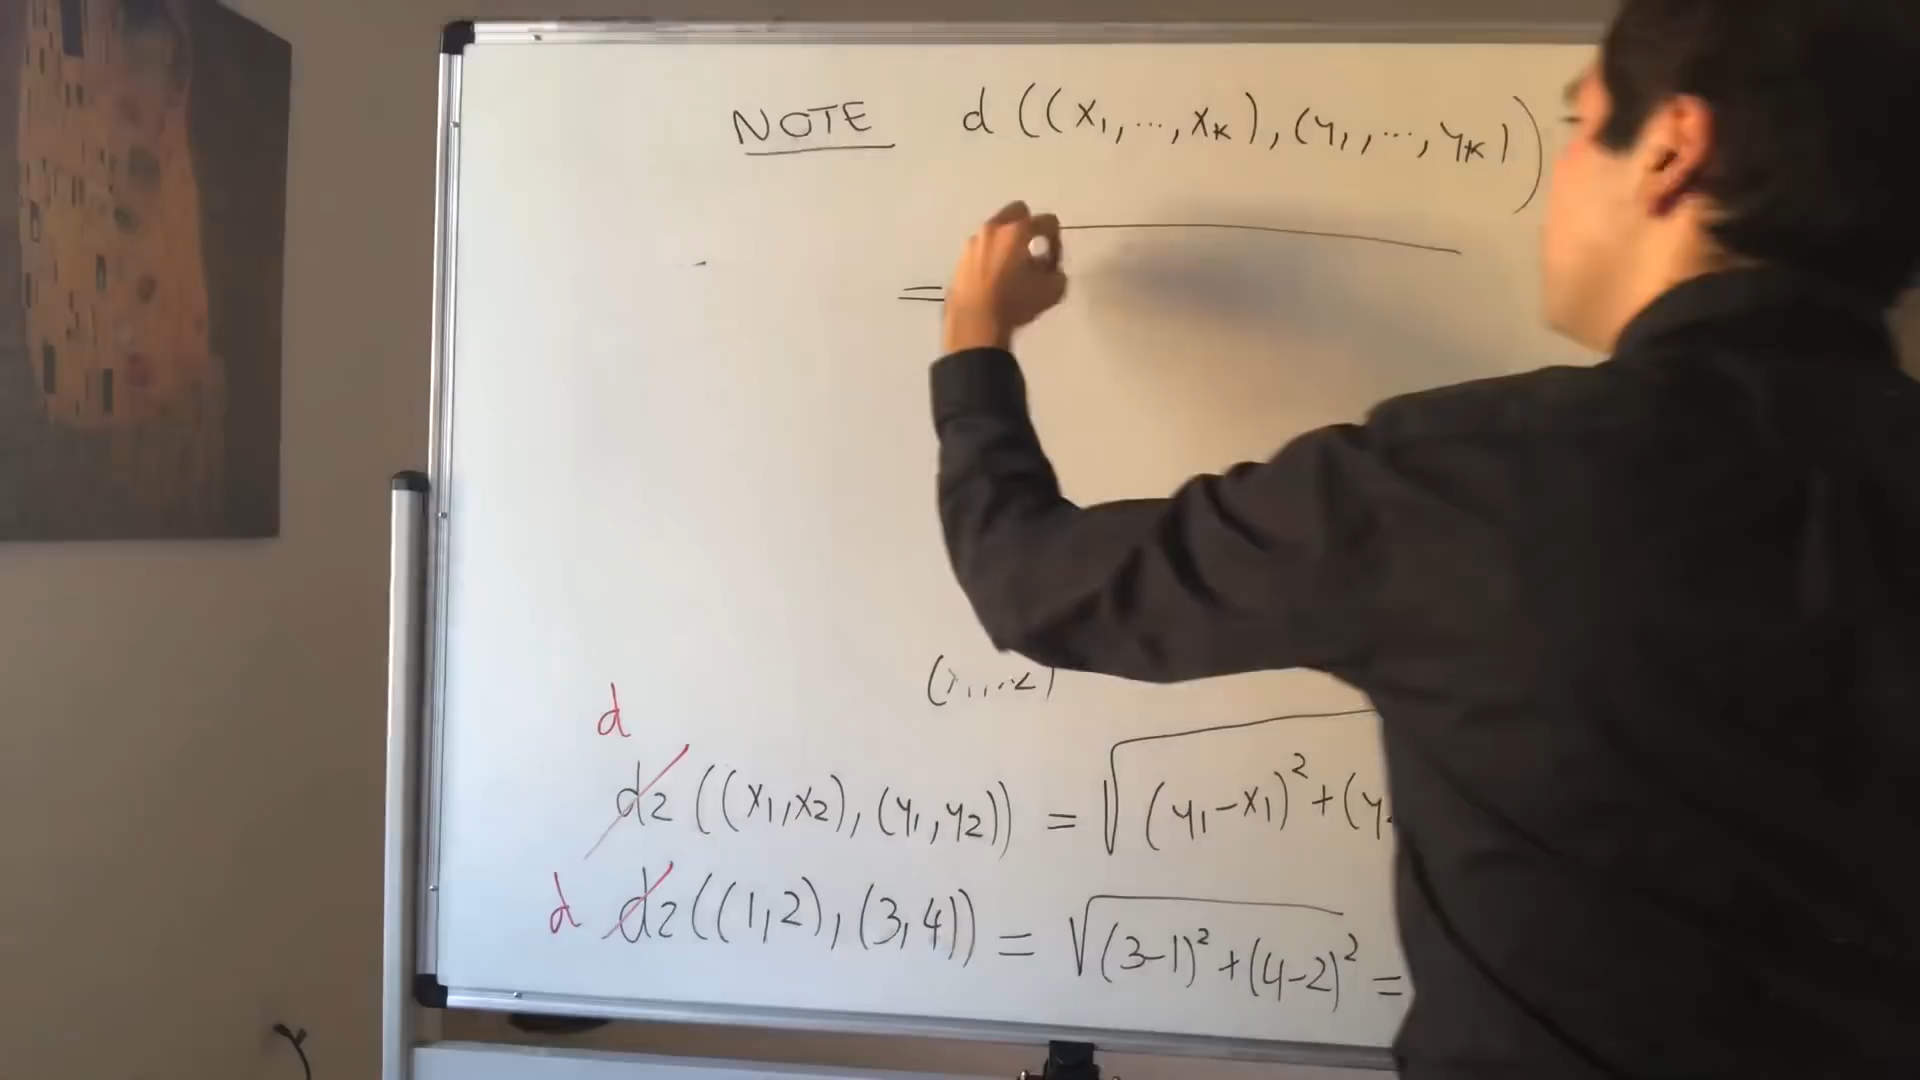 NOTE d((x₁,...,xₖ),(y₁,...,yₖ))
=
d
d₂((x₁,x₂),(y₁,y₂)) = √(y₁-x₁)²+(y
d d₂((1,2),(3,4)) = √(3-1)²+(4-2)² =